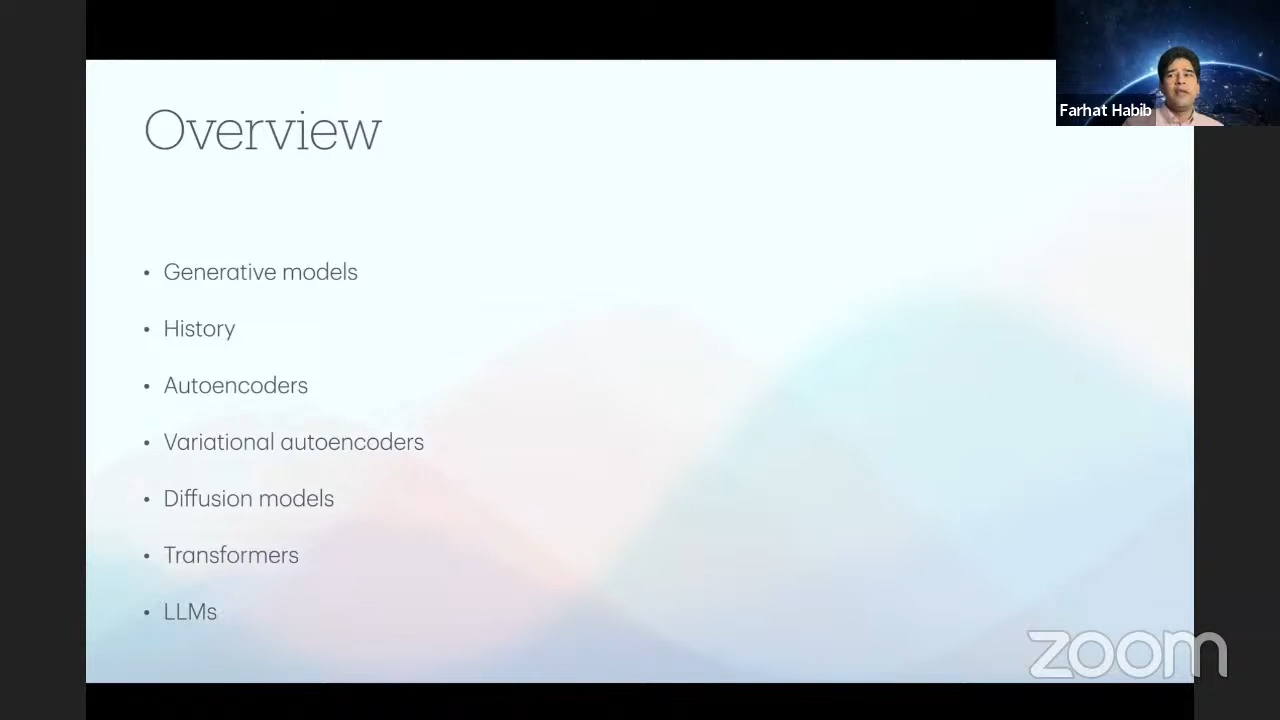 Overview
Farhat Habib
• Generative models
• History
• Autoencoders
• Variational autoencoders
• Diffusion models
• Transformers
• LLMs
zoom